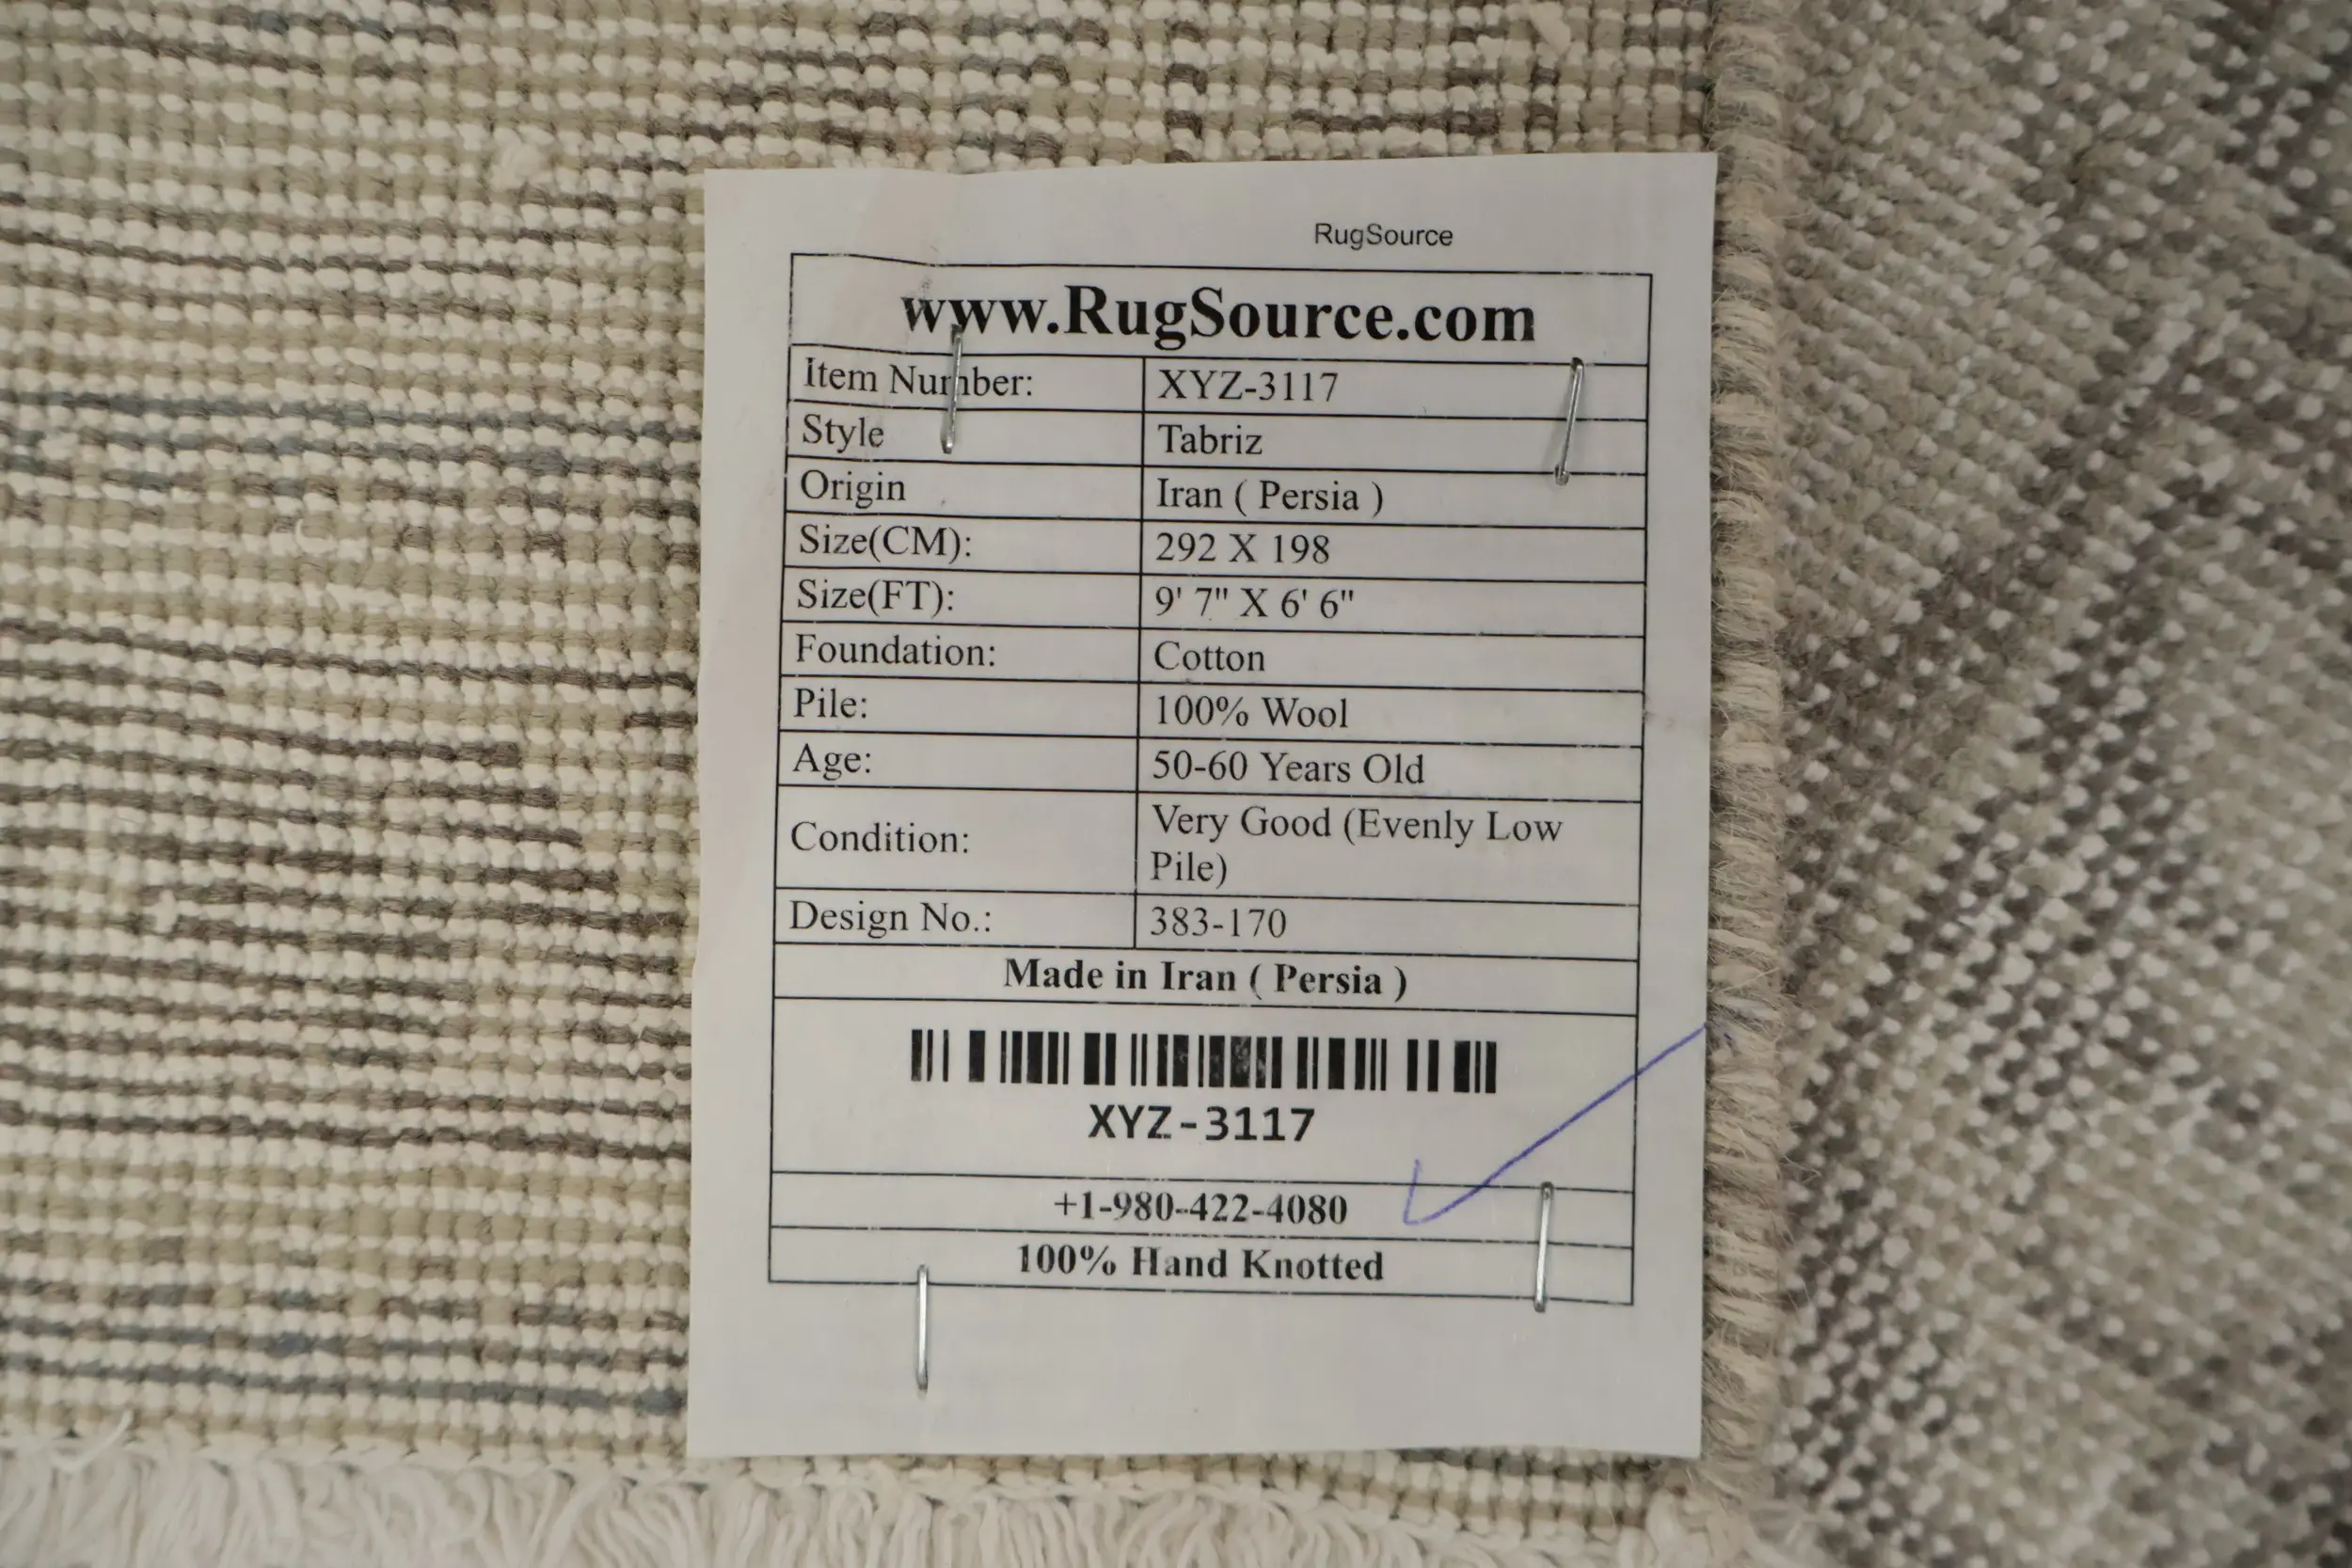 RugSource
www.RugSource.com
Item Number: XYZ-3117
Style Tabriz
Origin Iran ( Persia )
Size(CM): 292 X 198
Size(FT): 9' 7" X 6' 6"
Foundation: Cotton
Pile: 100% Wool
Age: 50-60 Years Old
Condition: Very Good (Evenly Low
Pile)
Design No.: 383-170
Made in Iran ( Persia )
XYZ-3117
+1-980-422-4080
100% Hand Knotted